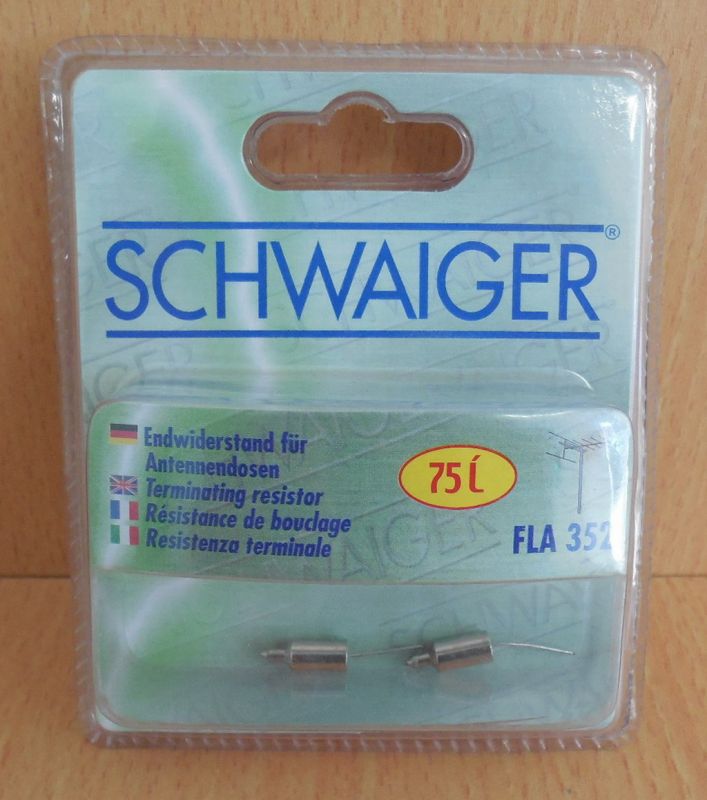 SCHWAIGER®
Endwiderstand für
Antennendosen
Terminating resistor
Résistance de bouclage
Resistenza terminale
75 Ĺ
FLA 352